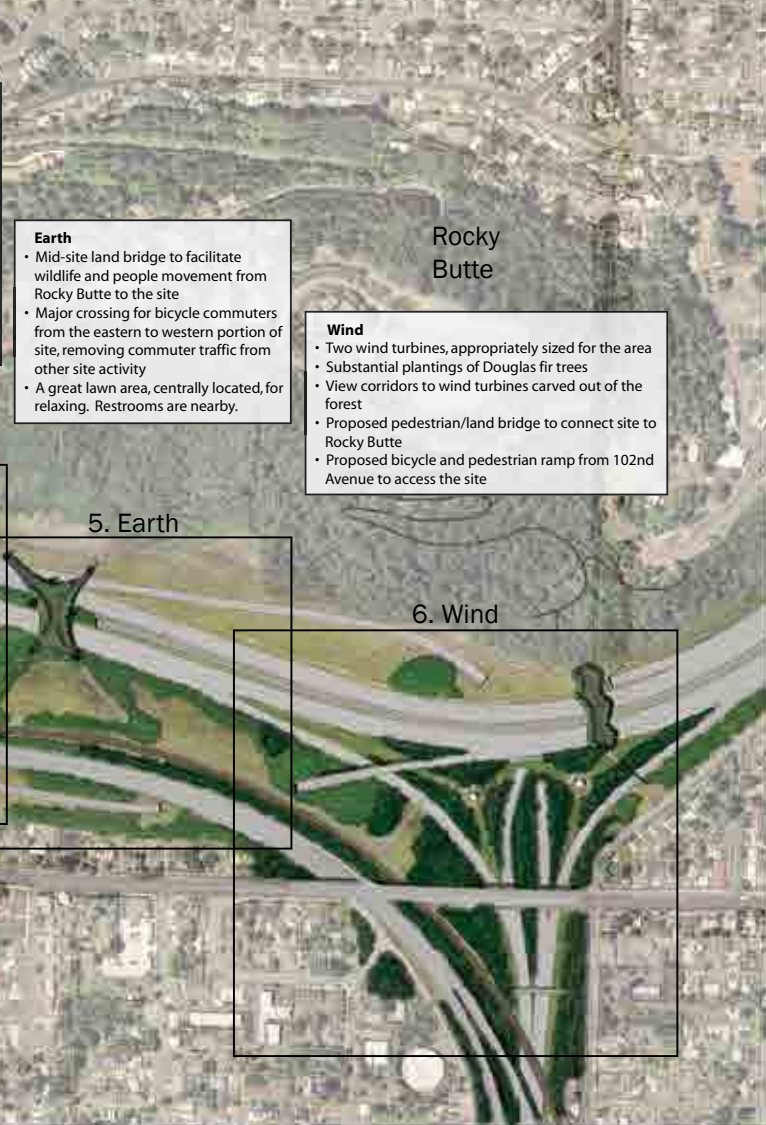 Rocky
Butte
Earth
• Mid-site land bridge to facilitate
wildlife and people movement from
Rocky Butte to the site
• Major crossing for bicycle commuters
from the eastern to western portion of
site, removing commuter traffic from
other site activity
• A great lawn area, centrally located, for
relaxing. Restrooms are nearby.
Wind
• Two wind turbines, appropriately sized for the area
• Substantial plantings of Douglas fir trees
• View corridors to wind turbines carved out of the
forest
• Proposed pedestrian/land bridge to connect site to
Rocky Butte
• Proposed bicycle and pedestrian ramp from 102nd
Avenue to access the site
5. Earth
6. Wind